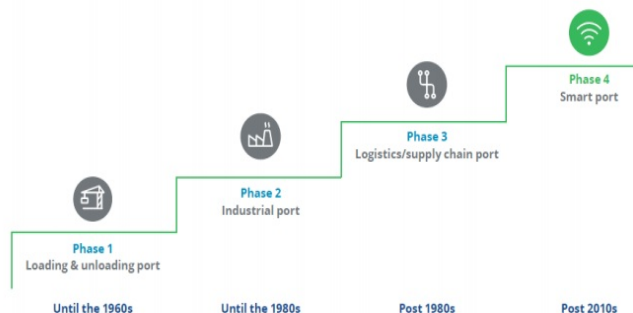 Phase 4
Smart port
Phase 3
Logistics/supply chain port
Phase 2
Industrial port
Phase 1
Loading & unloading port
Until the 1960s
Until the 1980s
Post 1980s
Post 2010s